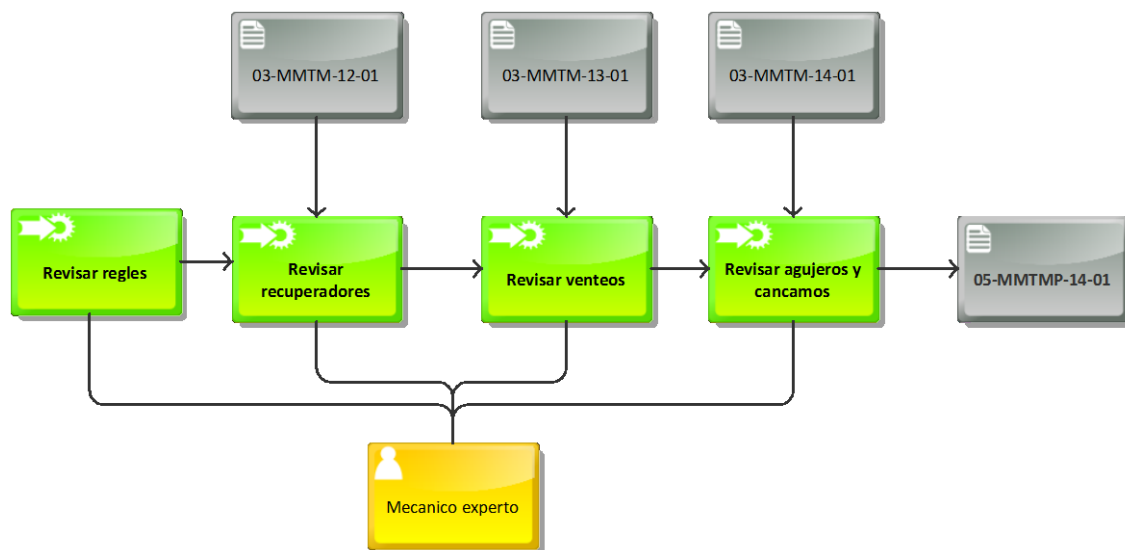 03-MMTM-12-01
03-MMTM-13-01
03-MMTM-14-01
Revisar regles
Revisar
recuperadores
Revisar venteos
Revisar agujeros y
cancamos
05-MMTMP-14-01
Mecanico experto